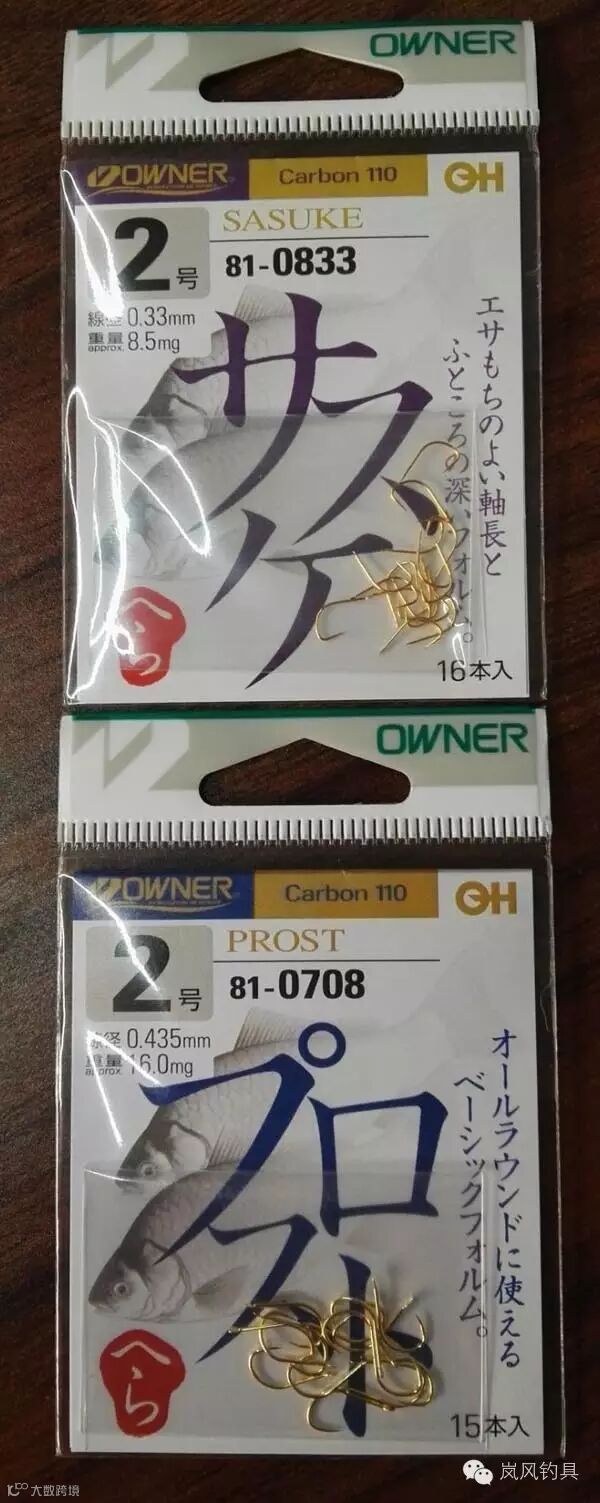 OWNER
OWNER
Carbon 110
SASUKE
2号
81-0833
線径 0.33mm
重量 8.5mg
approx.
サスケ
エサもちのよい軸長と
ふところの深いフォルム。
へら
16本入
OWNER
OWNER
Carbon 110
PROST
2号
81-0708
線径 0.435mm
重量 16.0mg
approx.
プロスト
オールラウンドに使える
ベーシックフォルム。
へら
15本入
岚风钓具
大数跨境